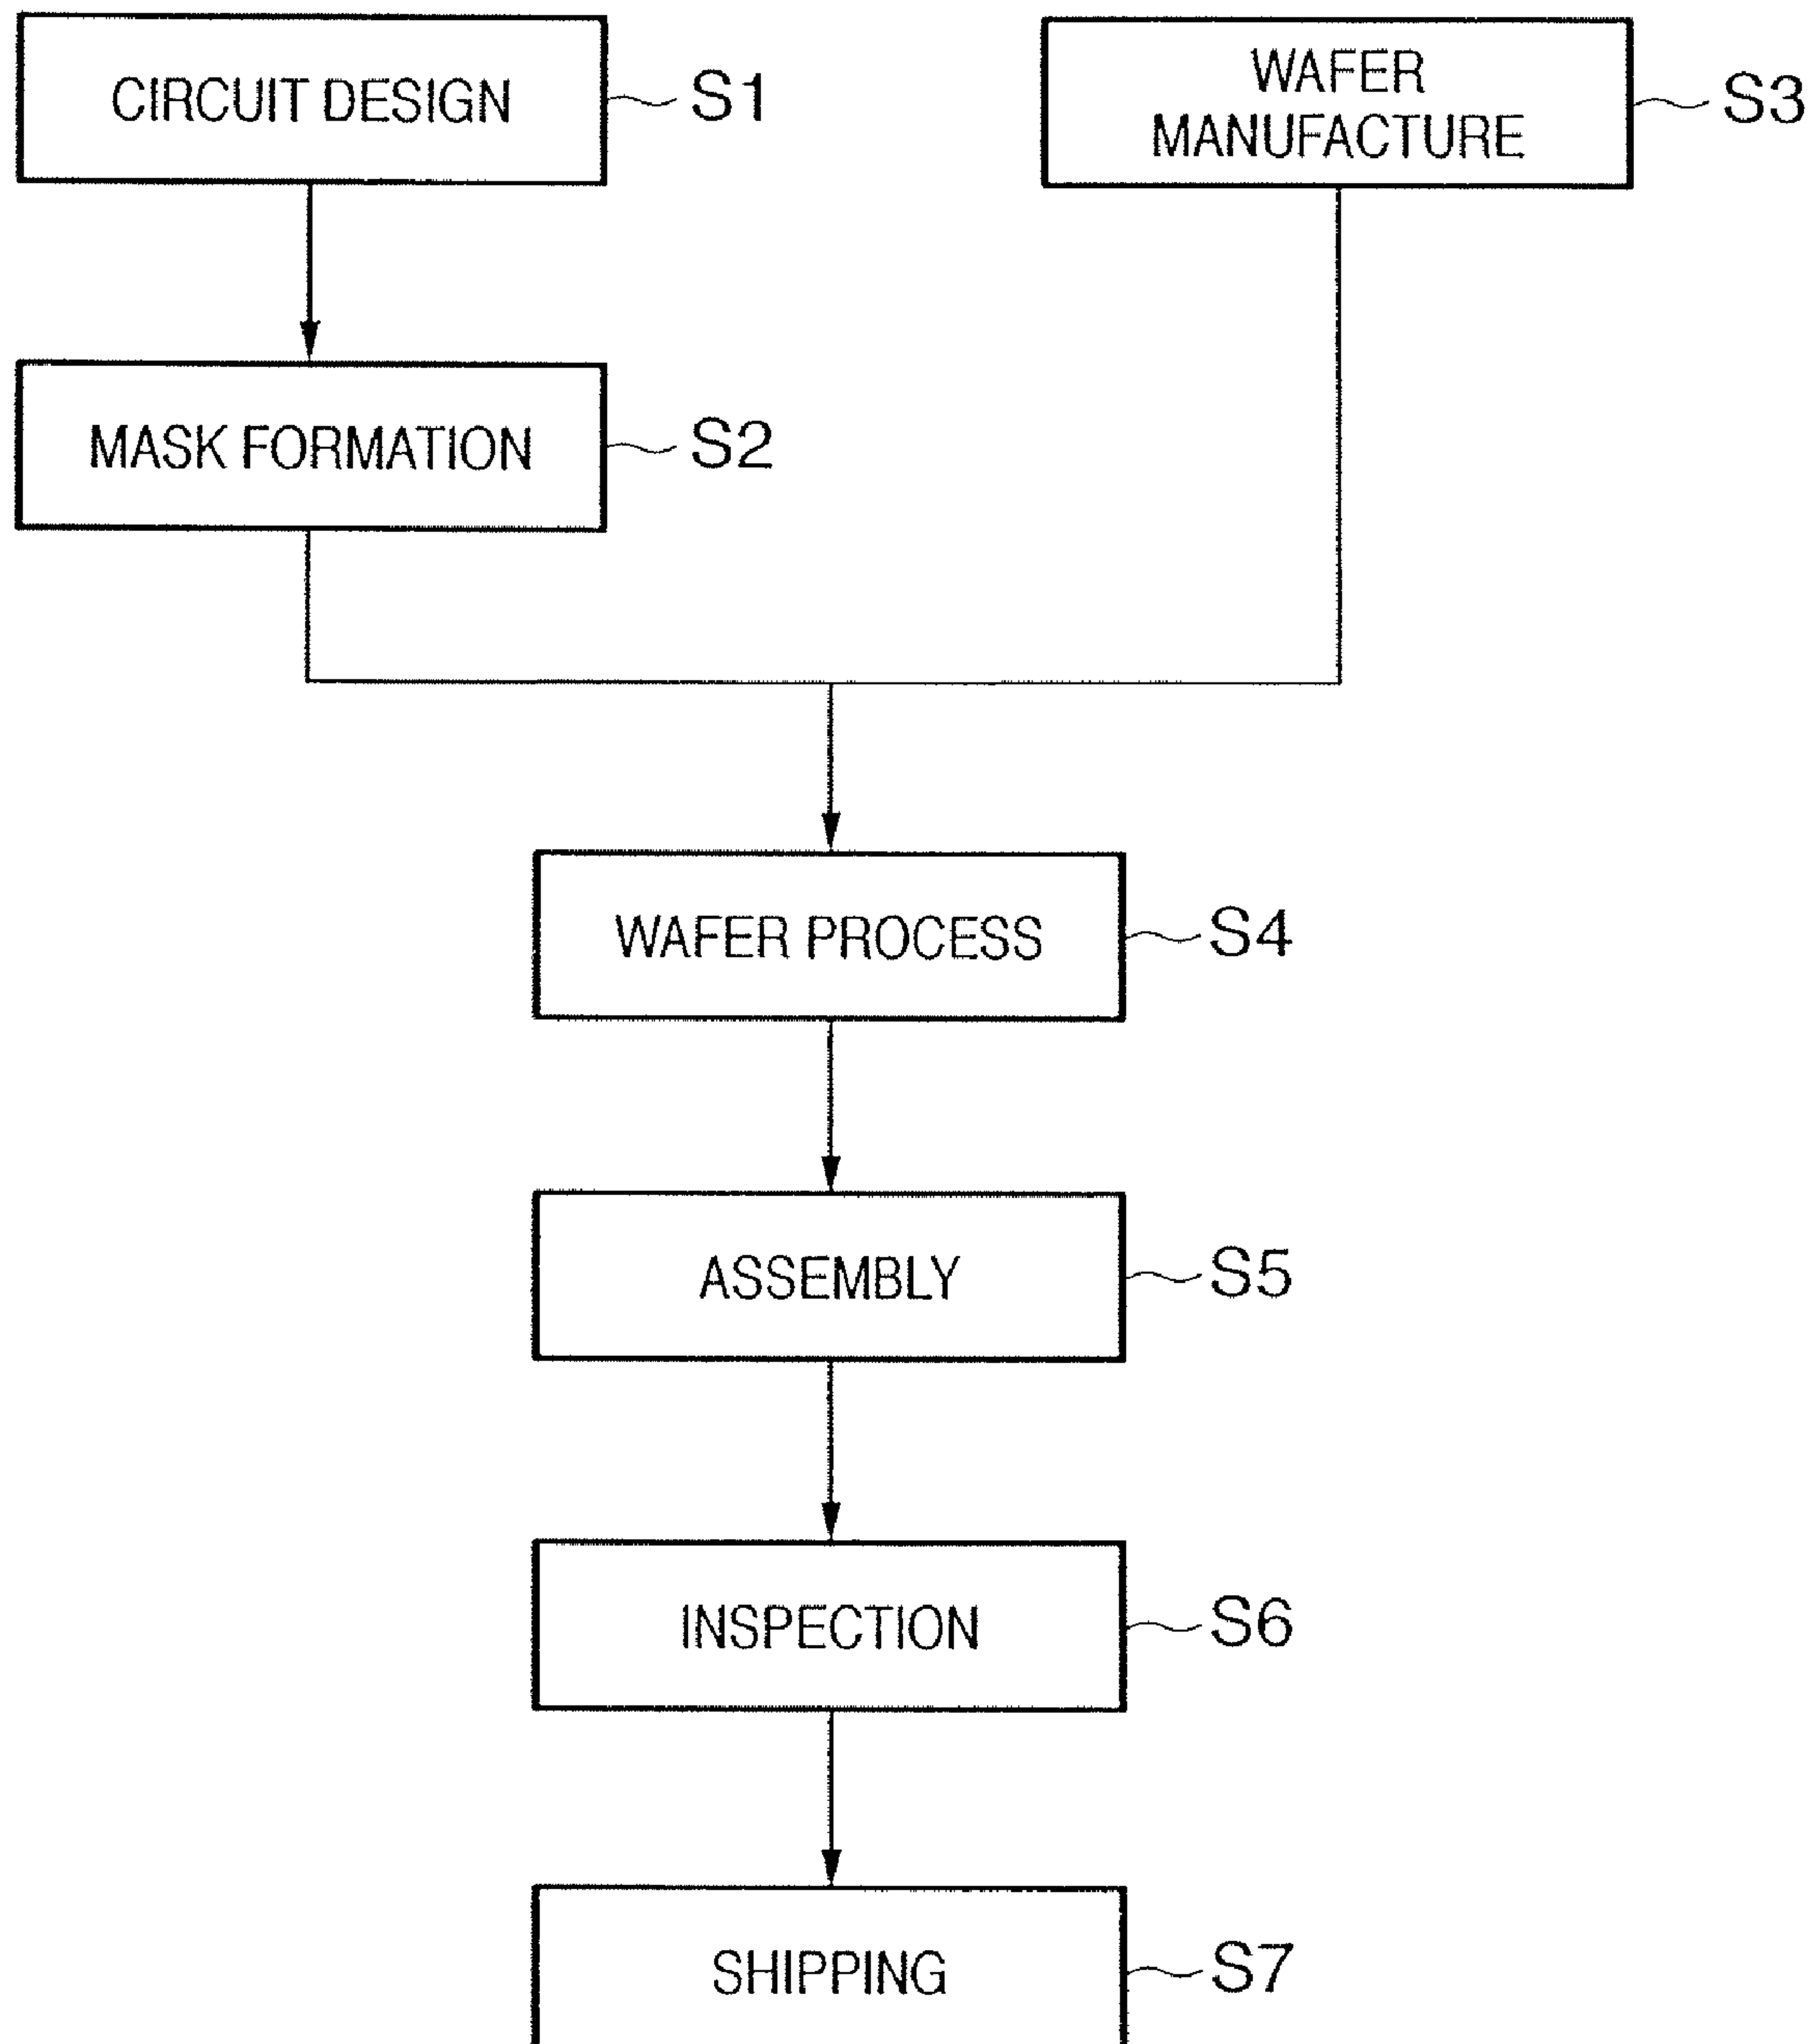 CIRCUIT DESIGN
S1
WAFER
MANUFACTURE
S3
MASK FORMATION
S2
WAFER PROCESS
S4
ASSEMBLY
S5
INSPECTION
S6
SHIPPING
S7